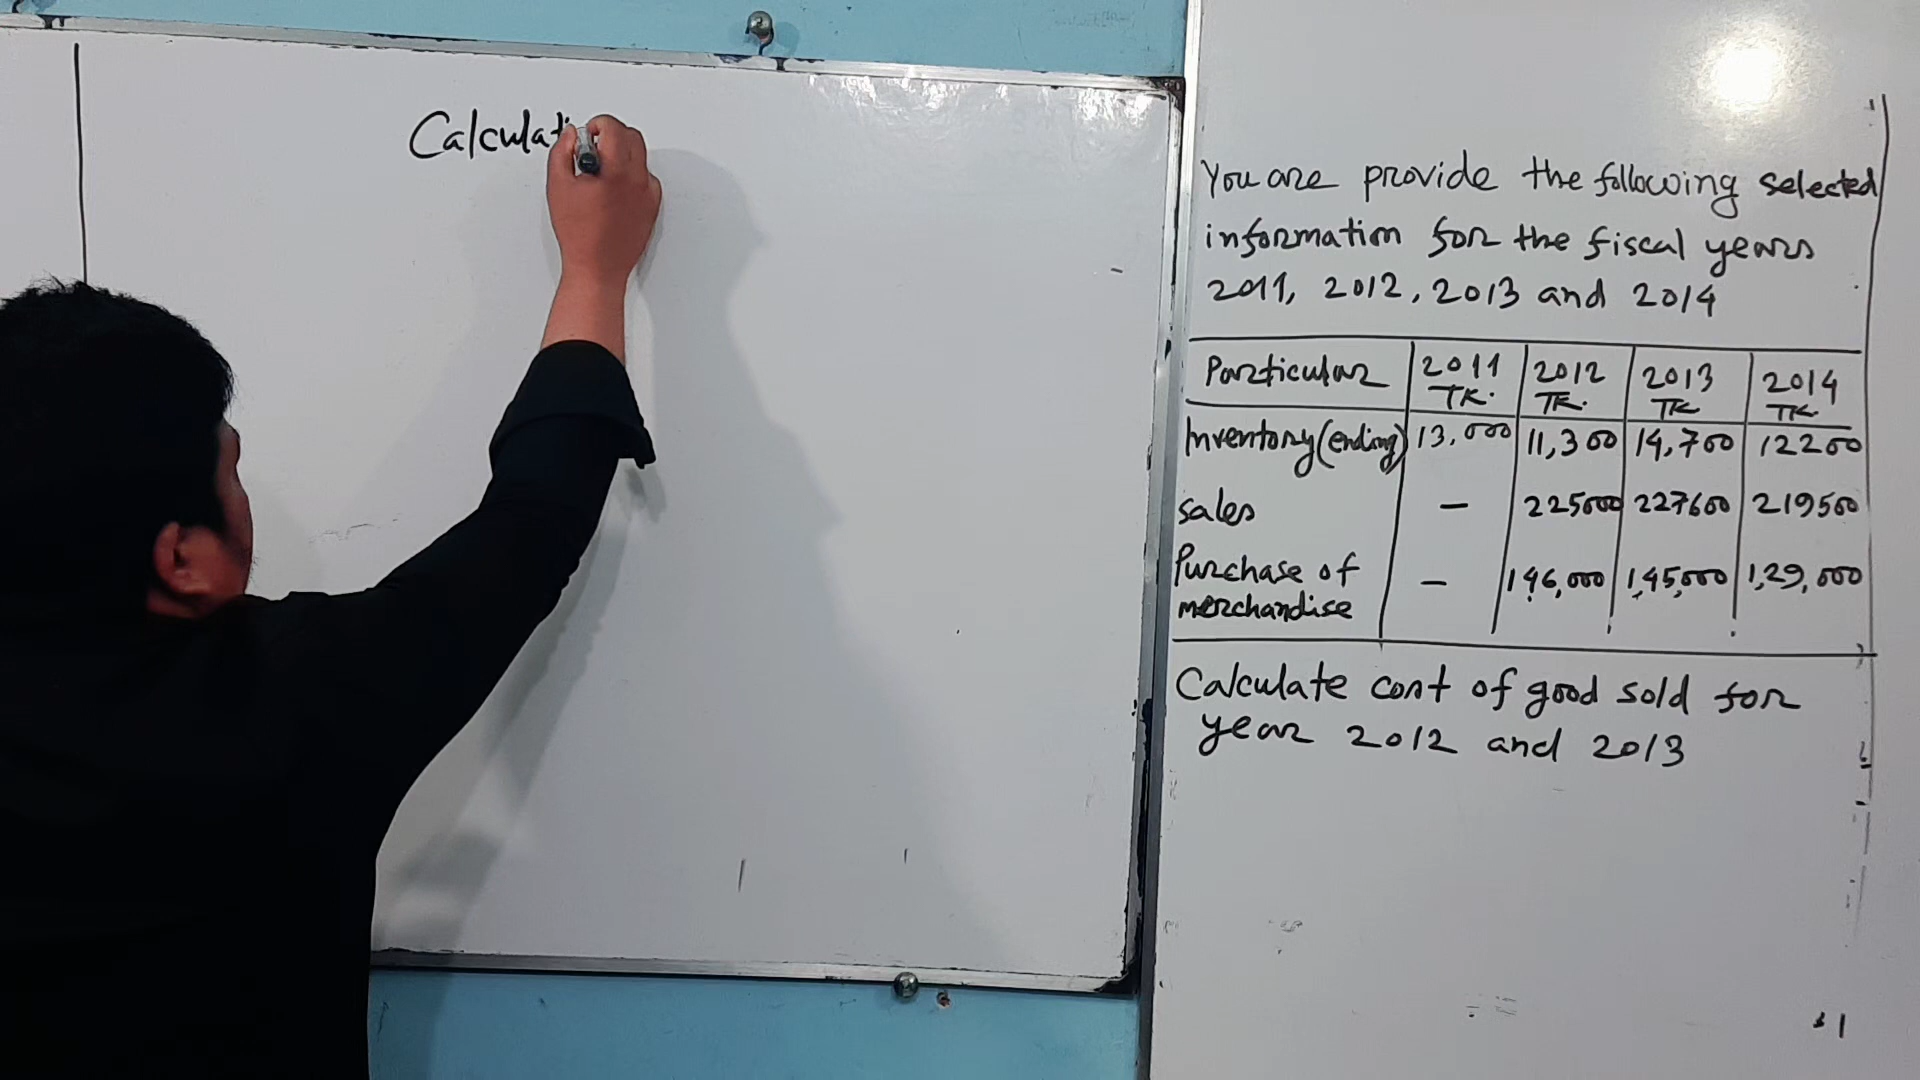 Calculati
You are provide the following selected
information for the fiscal years
2011, 2012, 2013 and 2014
Particular 2011 TK. 2012 TK. 2013 TK 2014 TK.
Inventory (ending) 13,000 11,300 14,700 12200
sales - 225000 227600 219500
Purchase of merchandise - 146,000 1,45,000 1,29,000
Calculate cost of good sold for
year 2012 and 2013